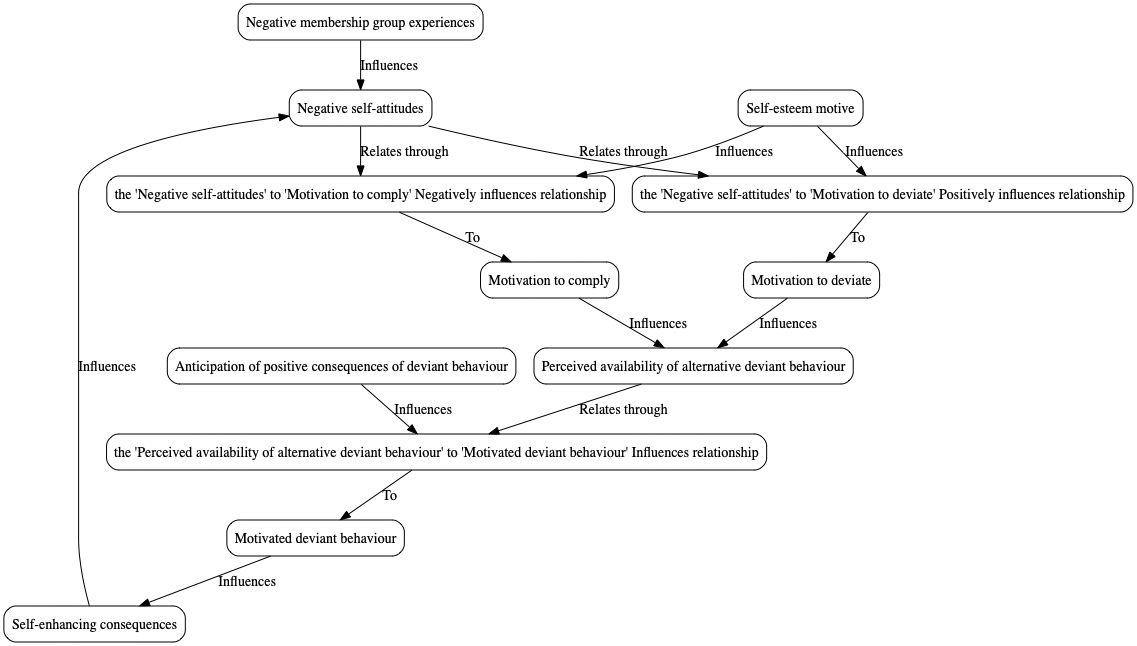 Negative membership group experiences
Influences
Negative self-attitudes
Self-esteem motive
Relates through
Relates through
Influences
Influences
the 'Negative self-attitudes' to 'Motivation to comply' Negatively influences relationship
the 'Negative self-attitudes' to 'Motivation to deviate' Positively influences relationship
To
To
Motivation to comply
Motivation to deviate
Influences
Influences
Influences
Anticipation of positive consequences of deviant behaviour
Perceived availability of alternative deviant behaviour
Influences
Relates through
the 'Perceived availability of alternative deviant behaviour' to 'Motivated deviant behaviour' Influences relationship
To
Motivated deviant behaviour
Influences
Self-enhancing consequences